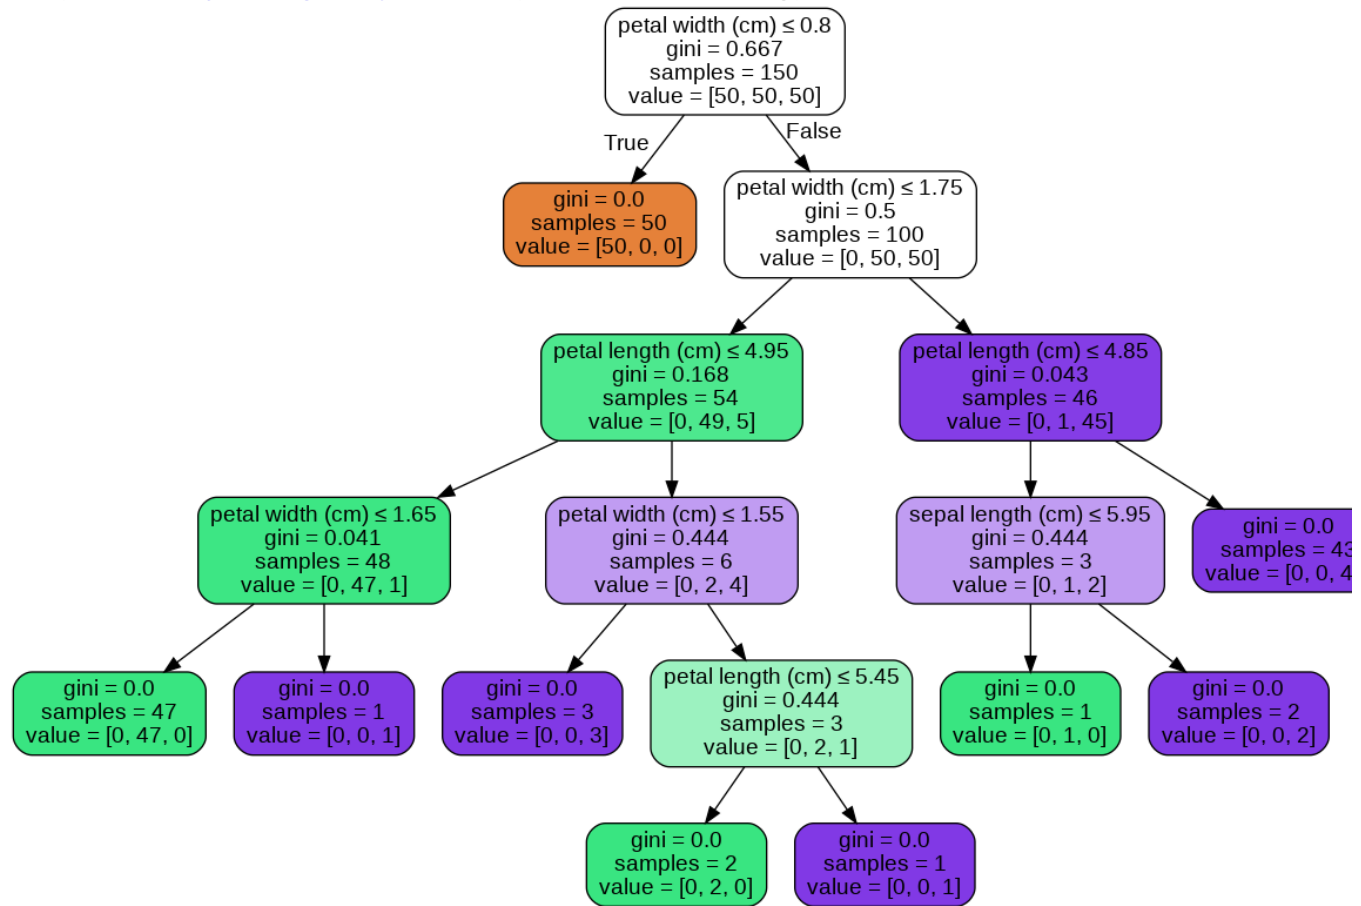 petal width (cm) ≤ 0.8
gini = 0.667
samples = 150
value = [50, 50, 50]
True
False
gini = 0.0
samples = 50
value = [50, 0, 0]
petal width (cm) ≤ 1.75
gini = 0.5
samples = 100
value = [0, 50, 50]
petal length (cm) ≤ 4.95
gini = 0.168
samples = 54
value = [0, 49, 5]
petal length (cm) ≤ 4.85
gini = 0.043
samples = 46
value = [0, 1, 45]
petal width (cm) ≤ 1.65
gini = 0.041
samples = 48
value = [0, 47, 1]
petal width (cm) ≤ 1.55
gini = 0.444
samples = 6
value = [0, 2, 4]
sepal length (cm) ≤ 5.95
gini = 0.444
samples = 3
value = [0, 1, 2]
gini = 0.0
samples = 43
value = [0, 0, 4
gini = 0.0
samples = 47
value = [0, 47, 0]
gini = 0.0
samples = 1
value = [0, 0, 1]
gini = 0.0
samples = 3
value = [0, 0, 3]
petal length (cm) ≤ 5.45
gini = 0.444
samples = 3
value = [0, 2, 1]
gini = 0.0
samples = 1
value = [0, 1, 0]
gini = 0.0
samples = 2
value = [0, 0, 2]
gini = 0.0
samples = 2
value = [0, 2, 0]
gini = 0.0
samples = 1
value = [0, 0, 1]